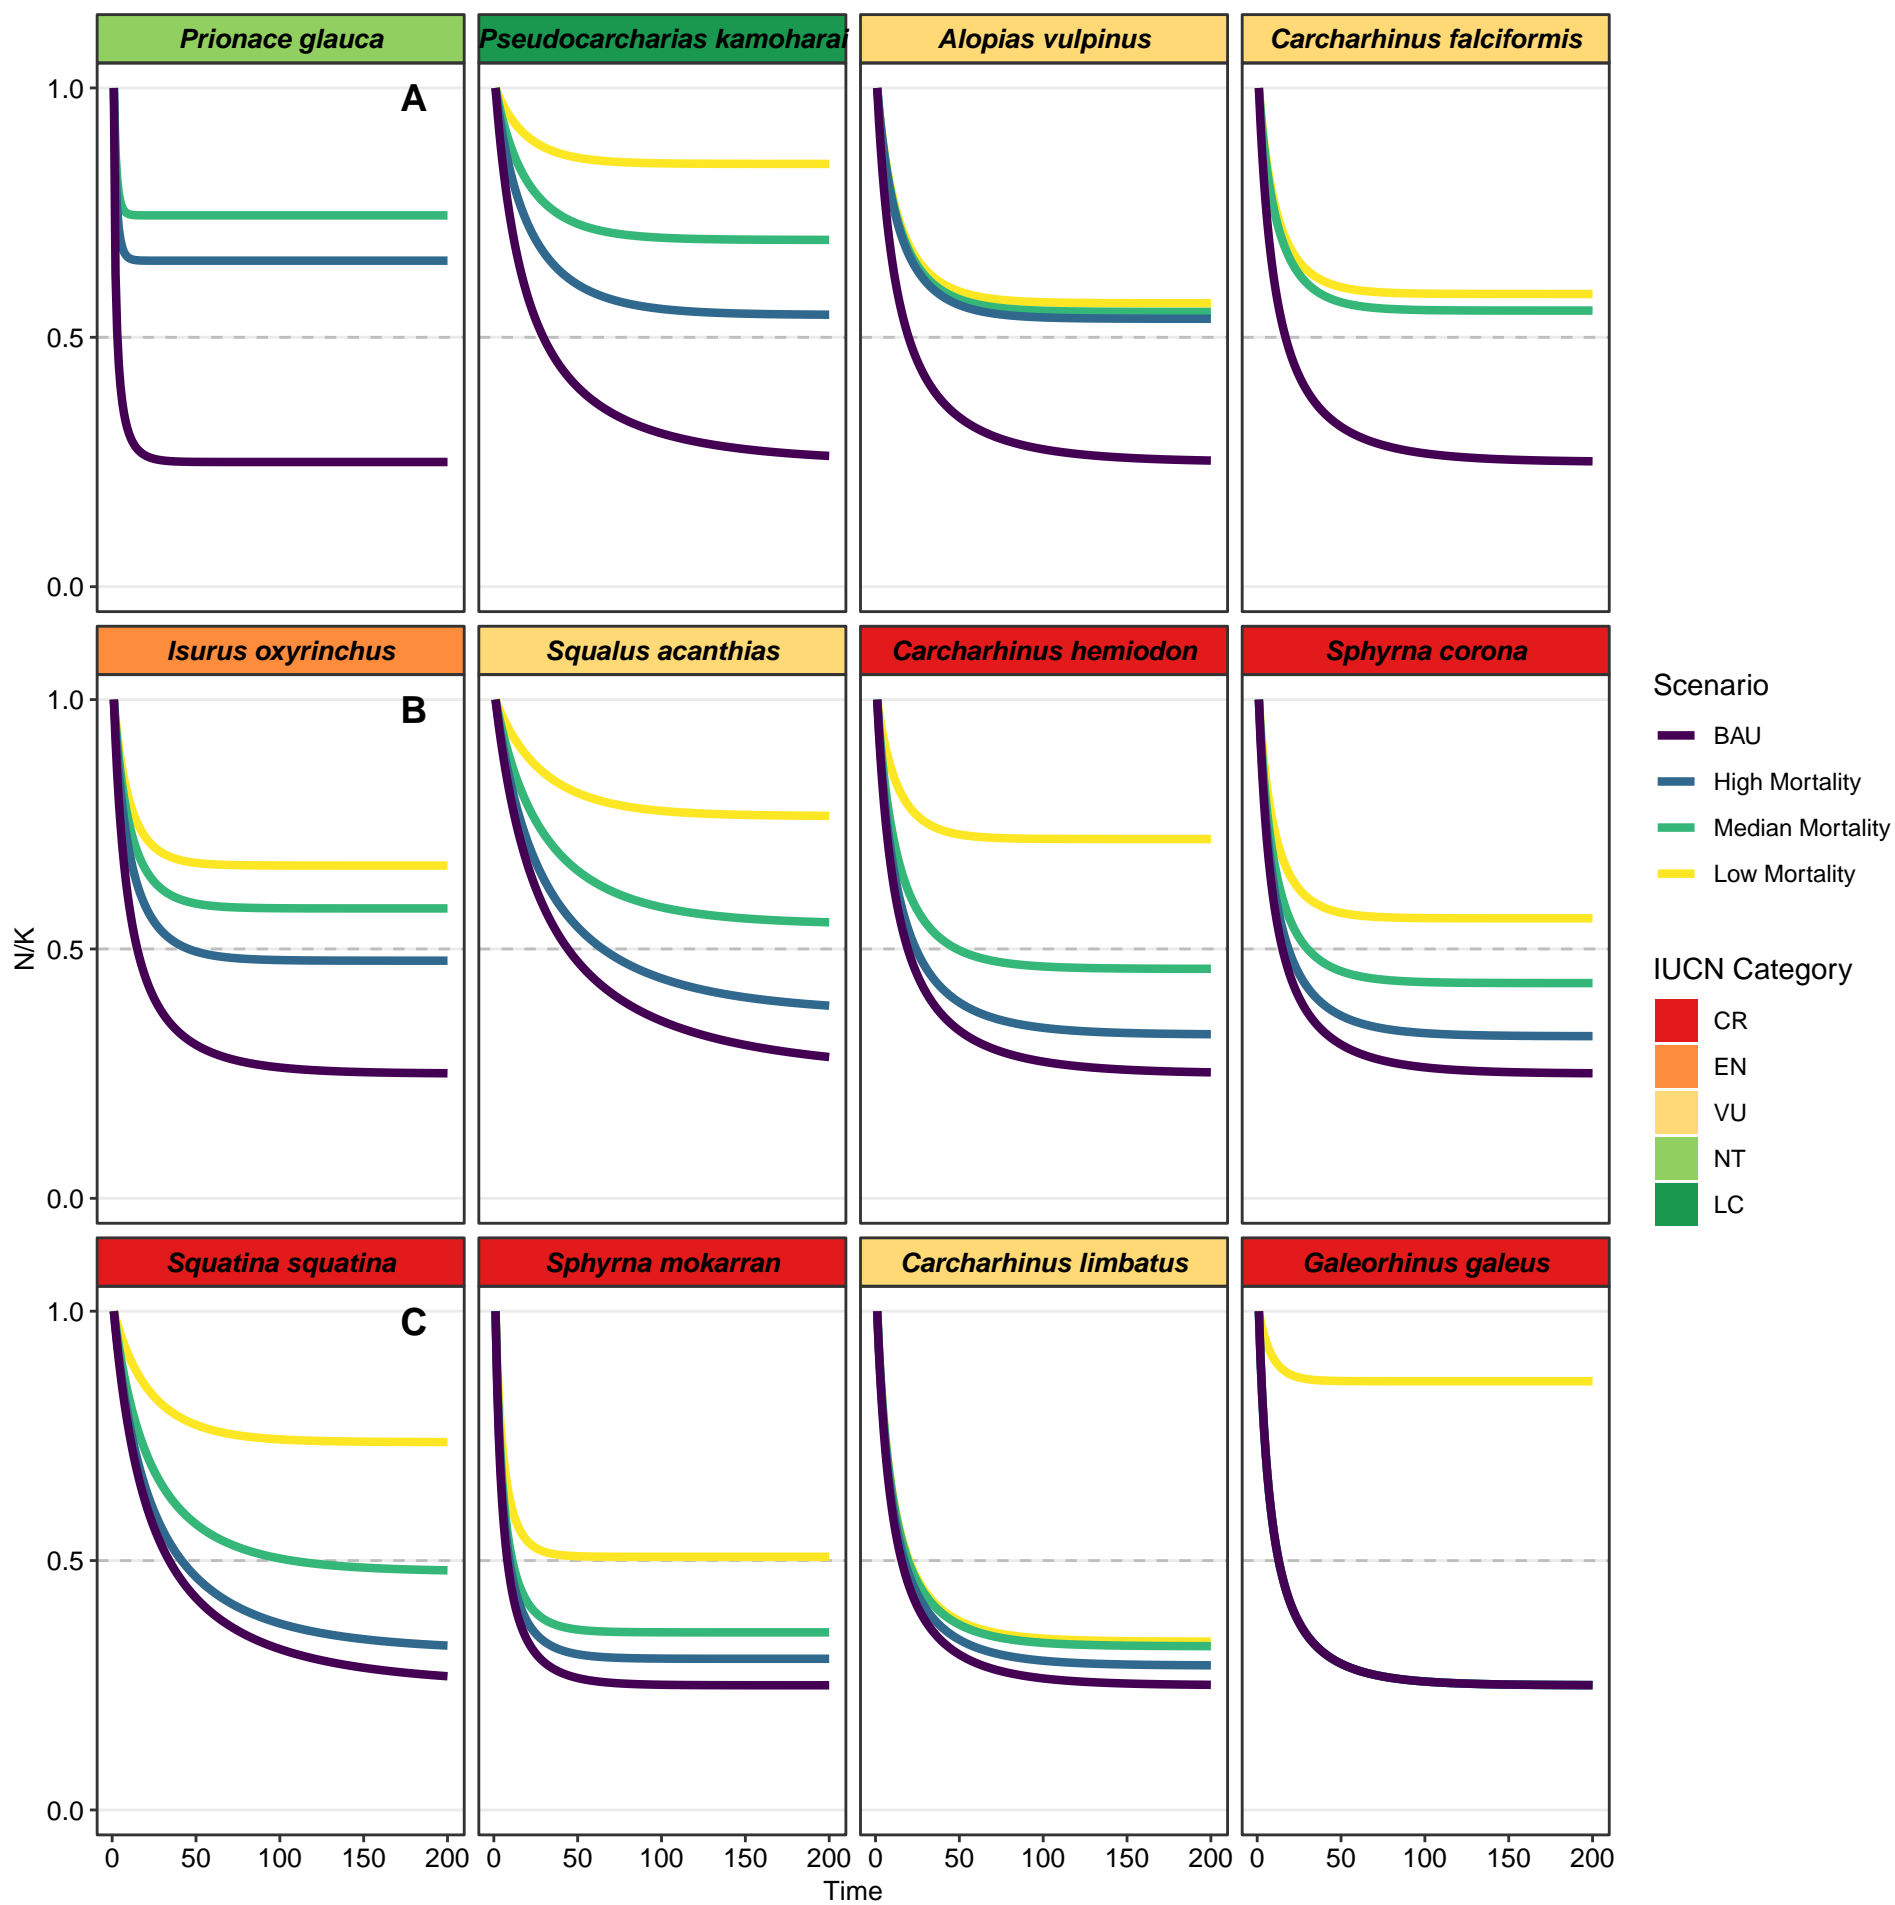 Prionace glauca
Pseudocarcharias kamoharai
Alopias vulpinus
Carcharhinus falciformis
A
1.0
0.5
0.0
Isurus oxyrinchus
Squalus acanthias
Carcharhinus hemiodon
Sphyrna corona
B
1.0
0.5
0.0
N/K
Squatina squatina
Sphyrna mokarran
Carcharhinus limbatus
Galeorhinus galeus
C
1.0
0.5
0.0
0 50 100 150 200
0 50 100 150 200
0 50 100 150 200
0 50 100 150 200
Time
Scenario
BAU
High Mortality
Median Mortality
Low Mortality
IUCN Category
CR
EN
VU
NT
LC